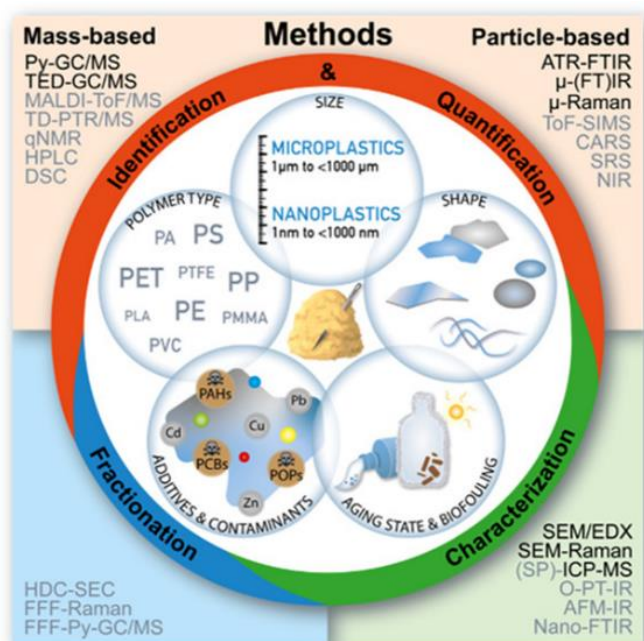 Mass-based
Methods
Particle-based
Py-GC/MS
TED-GC/MS
MALDI-ToF/MS
TD-PTR/MS
qNMR
HPLC
DSC
ATR-FTIR
µ-(FT)IR
µ-Raman
ToF-SIMS
CARS
SRS
NIR
Identification
&
Quantification
SIZE
MICROPLASTICS
1µm to <1000 µm
NANOPLASTICS
1nm to <1000 nm
POLYMER TYPE
PA PS
PET PTFE PP
PLA PE PMMA
PVC
SHAPE
PAHs
Pb
Cd
Cu
PCBs
POPs
Zn
ADDITIVES & CONTAMINANTS
AGING STATE & BIOFOULING
Fractionation
Characterization
HDC-SEC
FFF-Raman
FFF-Py-GC/MS
SEM/EDX
SEM-Raman
(SP)-ICP-MS
O-PT-IR
AFM-IR
Nano-FTIR